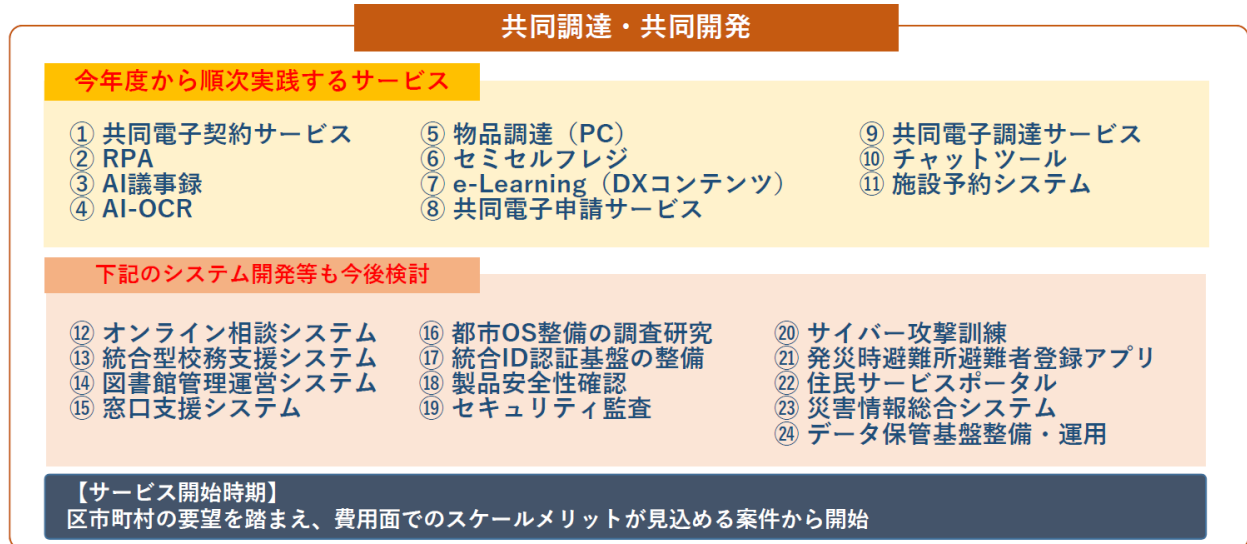 共同調達・共同開発
今年度から順次実践するサービス
① 共同電子契約サービス
② RPA
③ AI議事録
④ AI-OCR
⑤ 物品調達（PC）
⑥ セミセルフレジ
⑦ e-Learning（DXコンテンツ）
⑧ 共同電子申請サービス
⑨ 共同電子調達サービス
⑩ チャットツール
⑪ 施設予約システム
下記のシステム開発等も今後検討
⑫ オンライン相談システム
⑬ 統合型校務支援システム
⑭ 図書館管理運営システム
⑮ 窓口支援システム
⑯ 都市OS整備の調査研究
⑰ 統合ID認証基盤の整備
⑱ 製品安全性確認
⑲ セキュリティ監査
⑳ サイバー攻撃訓練
㉑ 発災時避難所避難者登録アプリ
㉒ 住民サービスポータル
㉓ 災害情報総合システム
㉔ データ保管基盤整備・運用
【サービス開始時期】
区市町村の要望を踏まえ、費用面でのスケールメリットが見込める案件から開始